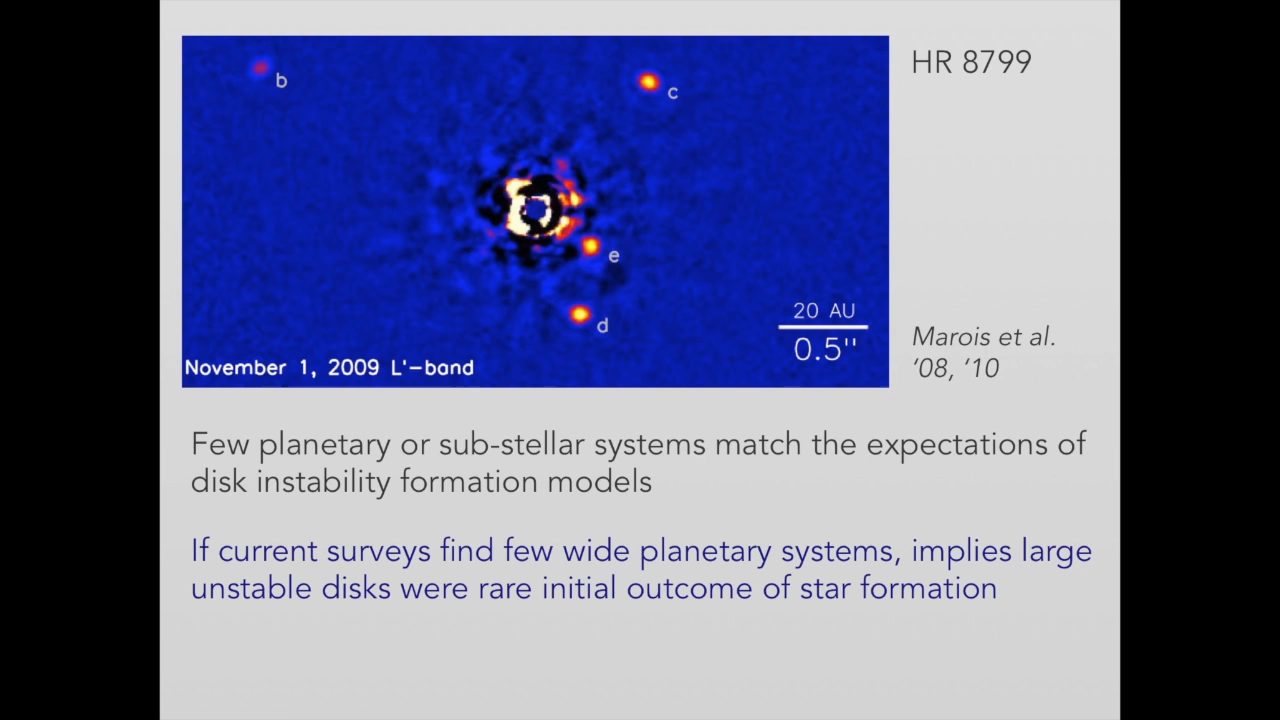 b
c
HR 8799
e
d
20 AU
0.5"
Marois et al.
‘08, ‘10
November 1, 2009 L'−band
Few planetary or sub-stellar systems match the expectations of
disk instability formation models
If current surveys find few wide planetary systems, implies large
unstable disks were rare initial outcome of star formation